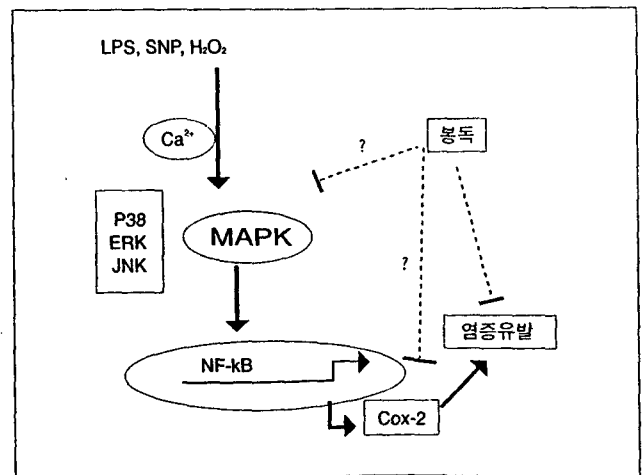 LPS, SNP, H₂O₂
Ca²⁺
?
봉독
P38
ERK
JNK
MAPK
?
염증유발
NF-kB
Cox-2